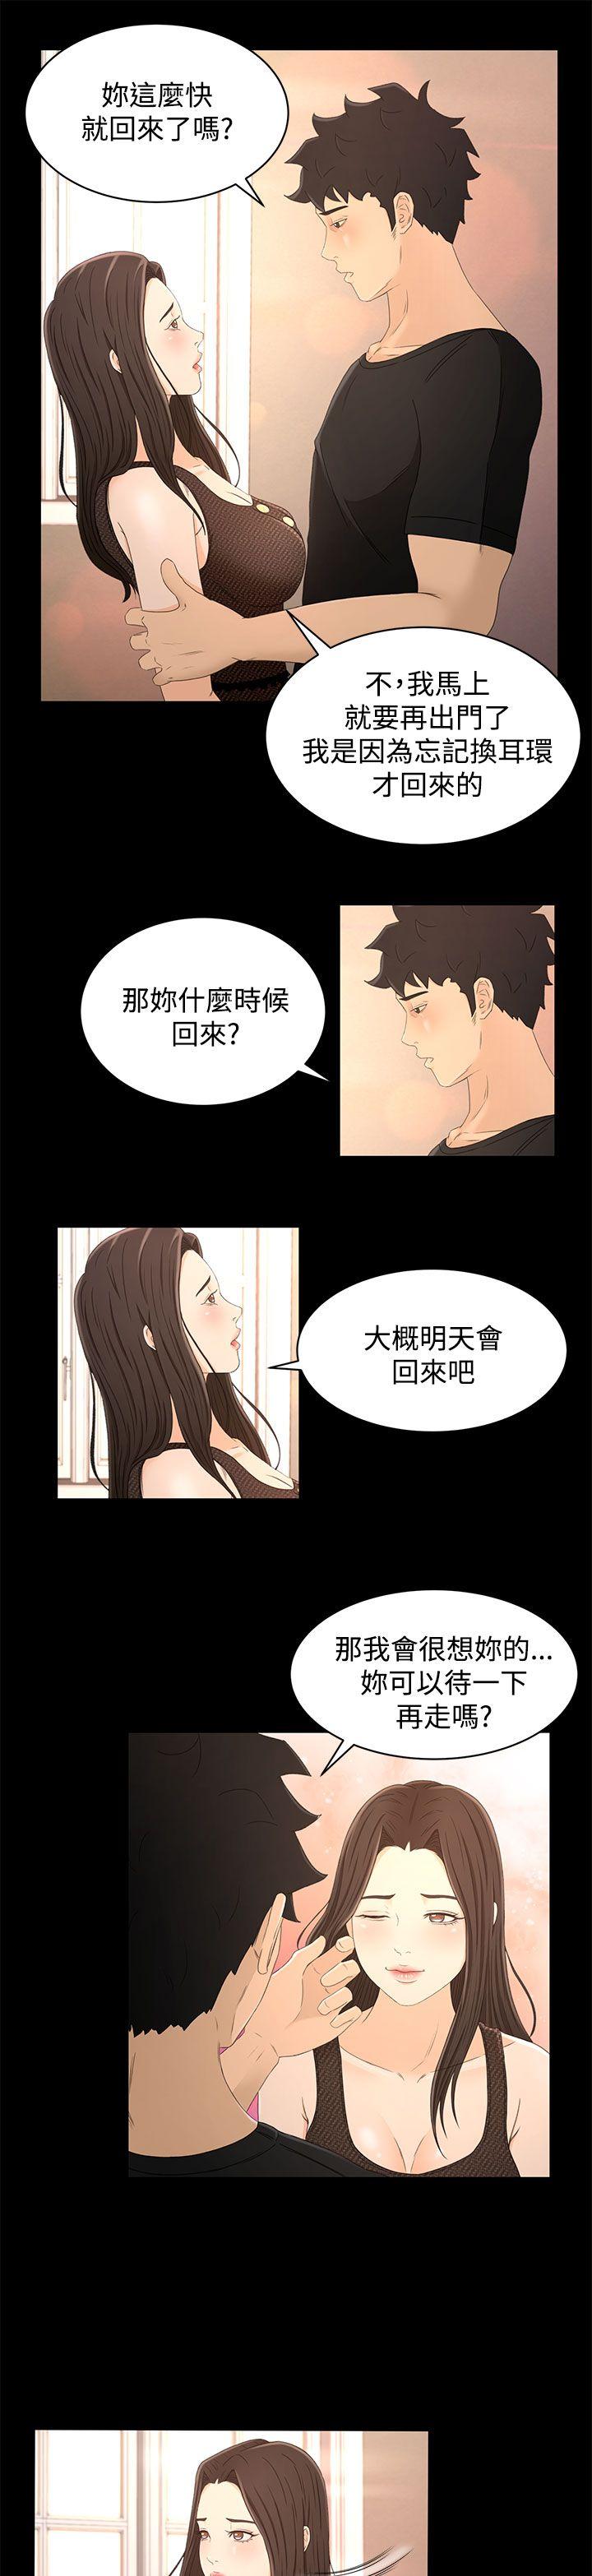 妳這麼快
就回來了嗎?
不,我馬上
就要再出門了
我是因為忘記換耳環
才回來的
那妳什麼時候
回來?
大概明天會
回來吧
那我會很想妳的...
妳可以待一下
再走嗎?